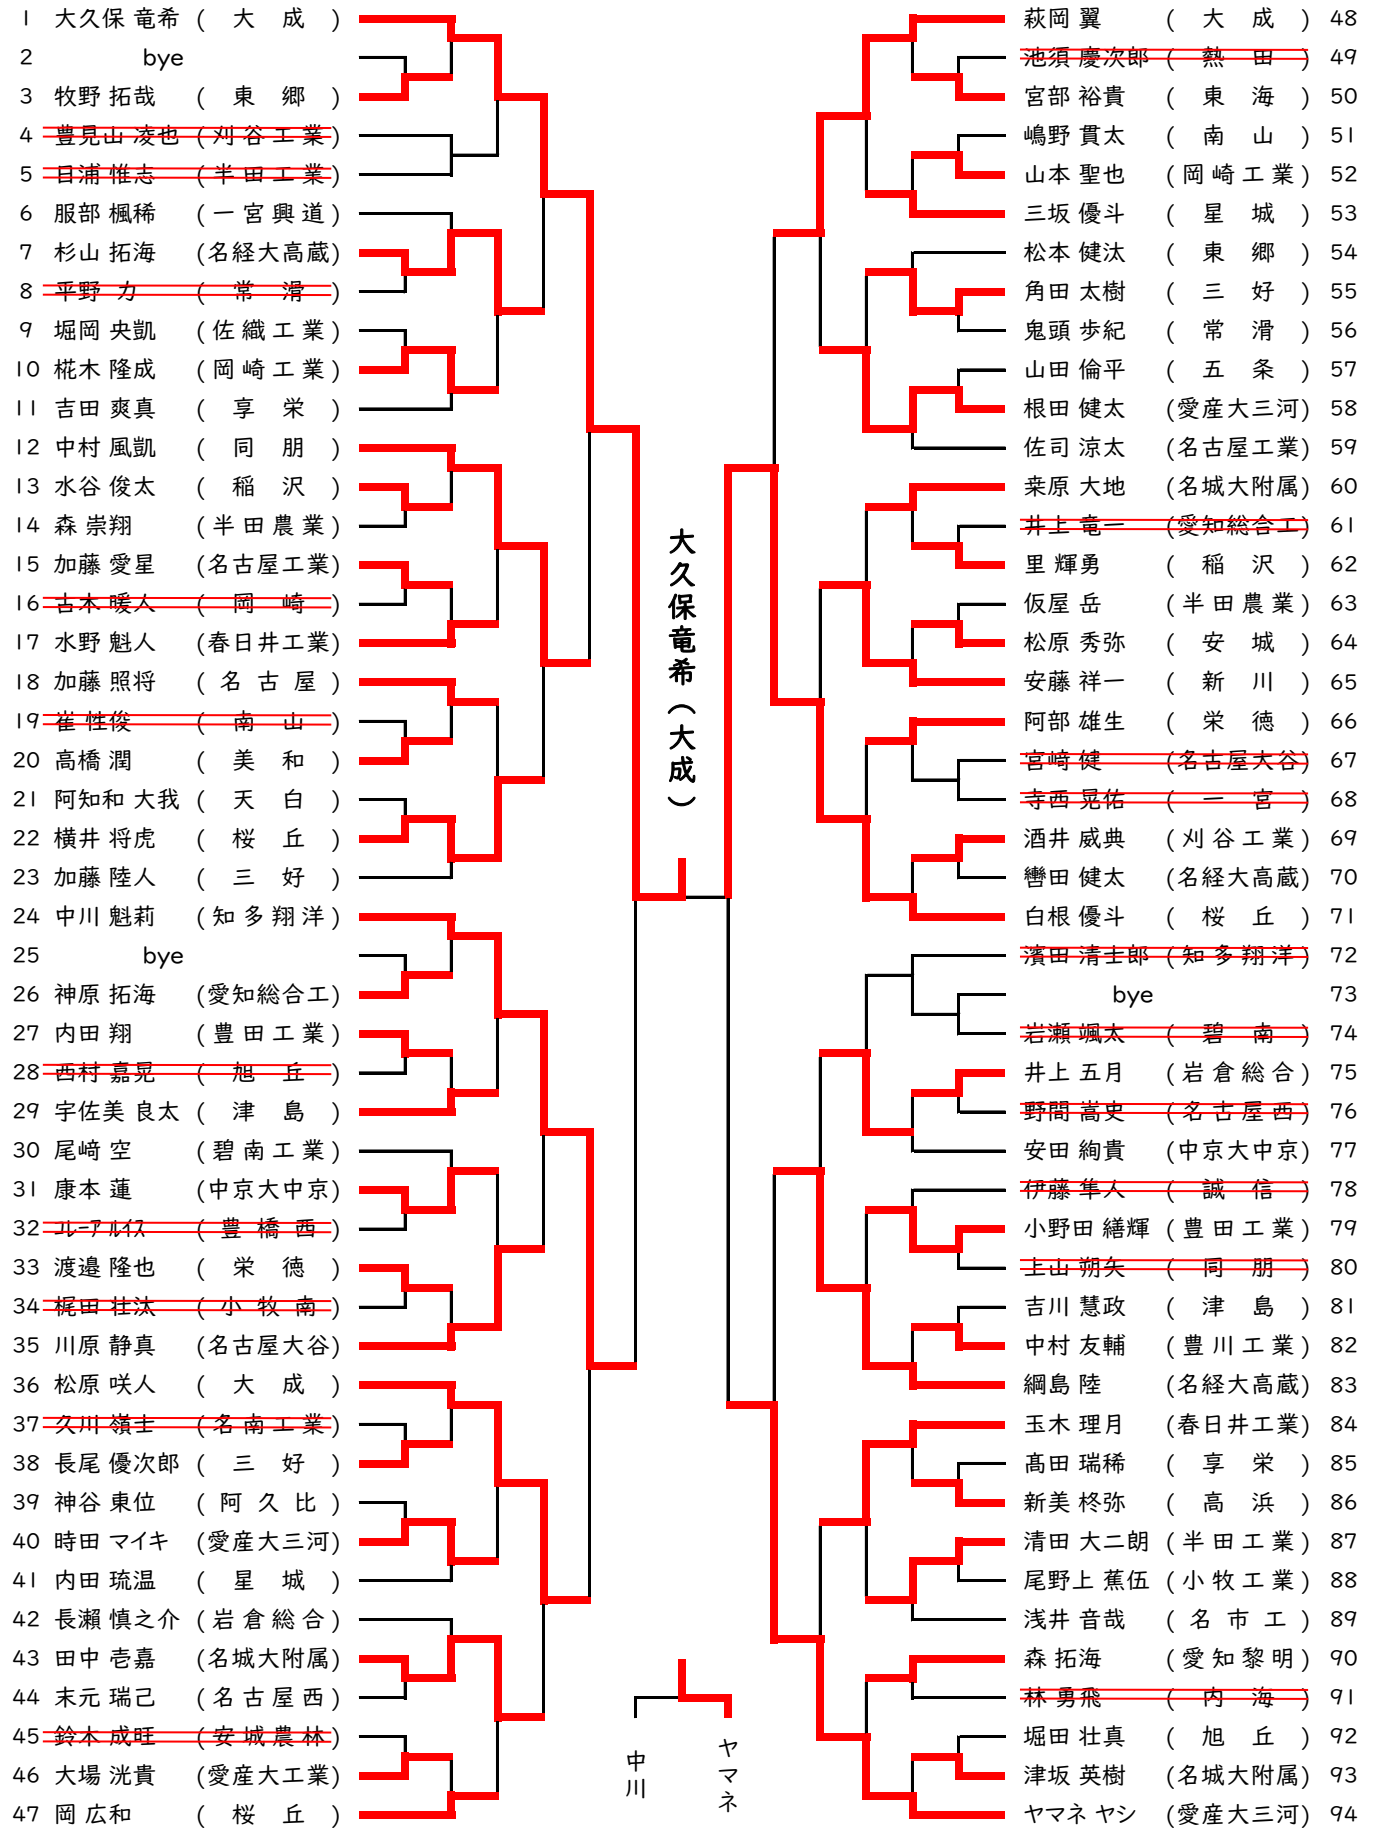 1 大久保 竜希 ( 大 成 )
2 bye
3 牧野 拓哉 ( 東 郷 )
4 豊見山 凌也 ( 刈谷工業 )
5 日浦 惟志 ( 半田工業 )
6 服部 楓稀 ( 一宮興道 )
7 杉山 拓海 (名経大高蔵)
8 平野 力 ( 常 滑 )
9 堀岡 央凱 ( 佐織工業 )
10 椛木 隆成 ( 岡崎工業 )
11 吉田 爽真 ( 享 栄 )
12 中村 風凱 ( 同 朋 )
13 水谷 俊太 ( 稲 沢 )
14 森 崇翔 ( 半田農業 )
15 加藤 愛星 (名古屋工業)
16 古木 暖人 ( 岡 崎 )
17 水野 魁人 (春日井工業)
18 加藤 照将 ( 名古屋 )
19 崔 性俊 ( 南 山 )
20 高橋 潤 ( 美 和 )
21 阿知和 大我 ( 天 白 )
22 横井 将虎 ( 桜 丘 )
23 加藤 陸人 ( 三 好 )
24 中川 魁莉 ( 知多翔洋 )
25 bye
26 神原 拓海 (愛知総合工)
27 内田 翔 ( 豊田工業 )
28 西村 嘉晃 ( 旭 丘 )
29 宇佐美 良太 ( 津 島 )
30 尾﨑 空 ( 碧南工業 )
31 康本 蓮 (中京大中京)
32 コレーア ルイス ( 豊橋西 )
33 渡邉 隆也 ( 栄 徳 )
34 梶田 壮汰 ( 小牧南 )
35 川原 静真 (名古屋大谷)
36 松原 咲人 ( 大 成 )
37 久川 嶺士 ( 名南工業 )
38 長尾 優次郎 ( 三 好 )
39 神谷 東位 ( 阿久比 )
40 時田 マイキ (愛産大三河)
41 内田 琉温 ( 星 城 )
42 長瀬 慎之介 ( 岩倉総合 )
43 田中 壱嘉 (名城大附属)
44 末元 瑞己 ( 名古屋西 )
45 鈴木 成旺 ( 安城農林 )
46 大場 洸貴 (愛産大工業)
47 岡 広和 ( 桜 丘 )
大久保竜希（大成）
中川
ヤマネ
萩岡 翼 ( 大 成 ) 48
池須 慶次郎 ( 熱 田 ) 49
宮部 裕貴 ( 東 海 ) 50
嶋野 貫太 ( 南 山 ) 51
山本 聖也 ( 岡崎工業 ) 52
三坂 優斗 ( 星 城 ) 53
松本 健汰 ( 東 郷 ) 54
角田 太樹 ( 三 好 ) 55
鬼頭 歩紀 ( 常 滑 ) 56
山田 倫平 ( 五 条 ) 57
根田 健太 (愛産大三河) 58
佐司 涼太 (名古屋工業) 59
桒原 大地 (名城大附属) 60
井上 竜一 (愛知総合工) 61
里 輝勇 ( 稲 沢 ) 62
仮屋 岳 ( 半田農業 ) 63
松原 秀弥 ( 安 城 ) 64
安藤 祥一 ( 新 川 ) 65
阿部 雄生 ( 栄 徳 ) 66
宮﨑 健 (名古屋大谷) 67
寺西 晃佑 ( 一 宮 ) 68
酒井 威典 ( 刈谷工業 ) 69
轡田 健太 (名経大高蔵) 70
白根 優斗 ( 桜 丘 ) 71
濱田 清士郎 ( 知多翔洋 ) 72
bye 73
岩瀬 颯太 ( 碧 南 ) 74
井上 五月 ( 岩倉総合 ) 75
野間 嵩史 ( 名古屋西 ) 76
安田 絢貴 (中京大中京) 77
伊藤 隼人 ( 誠 信 ) 78
小野田 繕輝 ( 豊田工業 ) 79
上山 朔矢 ( 同 朋 ) 80
吉川 慧政 ( 津 島 ) 81
中村 友輔 ( 豊川工業 ) 82
綱島 陸 (名経大高蔵) 83
玉木 理月 (春日井工業) 84
髙田 瑞稀 ( 享 栄 ) 85
新美 柊弥 ( 高 浜 ) 86
清田 大二朗 ( 半田工業 ) 87
尾野上 蕉伍 ( 小牧工業 ) 88
浅井 音哉 ( 名市工 ) 89
森 拓海 ( 愛知黎明 ) 90
林 勇飛 ( 内 海 ) 91
堀田 壮真 ( 旭 丘 ) 92
津坂 英樹 (名城大附属) 93
ヤマネ ヤシ (愛産大三河) 94